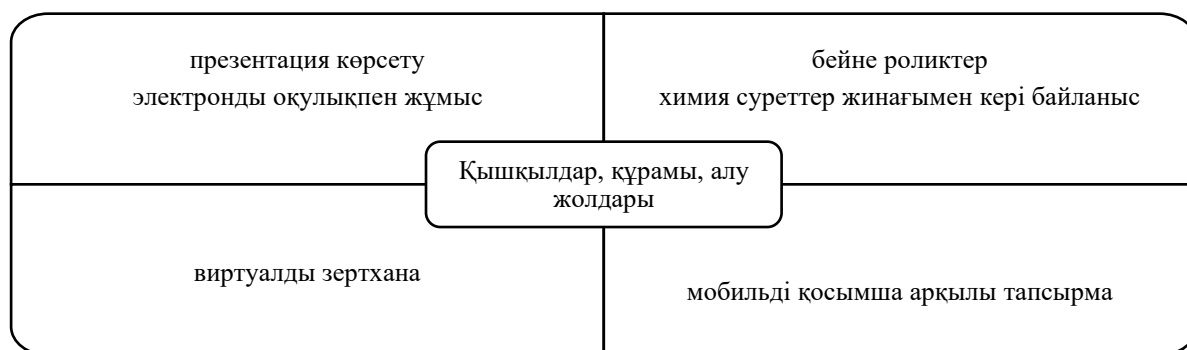 презентация көрсету
электронды оқулықпен жұмыс
бейне роликтер
химия суреттер жинағымен кері байланыс
Қышқылдар, құрамы, алу
жолдары
виртуалды зертхана
мобильді қосымша арқылы тапсырма